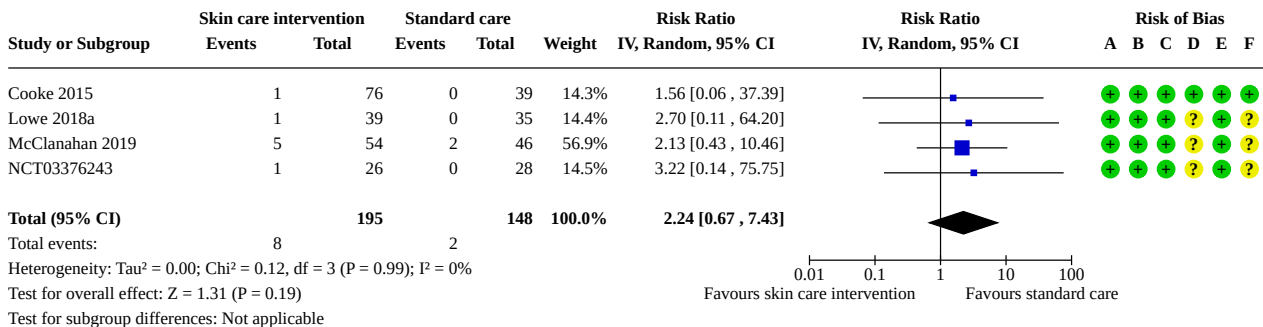 Skin care intervention Standard care Risk Ratio Risk Ratio Risk of Bias
Study or Subgroup Events Total Events Total Weight IV, Random, 95% CI IV, Random, 95% CI A B C D E F
Cooke 2015 1 76 0 39 14.3% 1.56 [0.06 , 37.39] + + + + + +
Lowe 2018a 1 39 0 35 14.4% 2.70 [0.11 , 64.20] + + + ? + ?
McClanahan 2019 5 54 2 46 56.9% 2.13 [0.43 , 10.46] + + + ? + ?
NCT03376243 1 26 0 28 14.5% 3.22 [0.14 , 75.75] + + + ? + ?
Total (95% CI) 195 148 100.0% 2.24 [0.67 , 7.43]
Total events: 8 2
Heterogeneity: Tau² = 0.00; Chi² = 0.12, df = 3 (P = 0.99); I² = 0%
0.01 0.1 1 10 100
Test for overall effect: Z = 1.31 (P = 0.19)
Favours skin care intervention Favours standard care
Test for subgroup differences: Not applicable